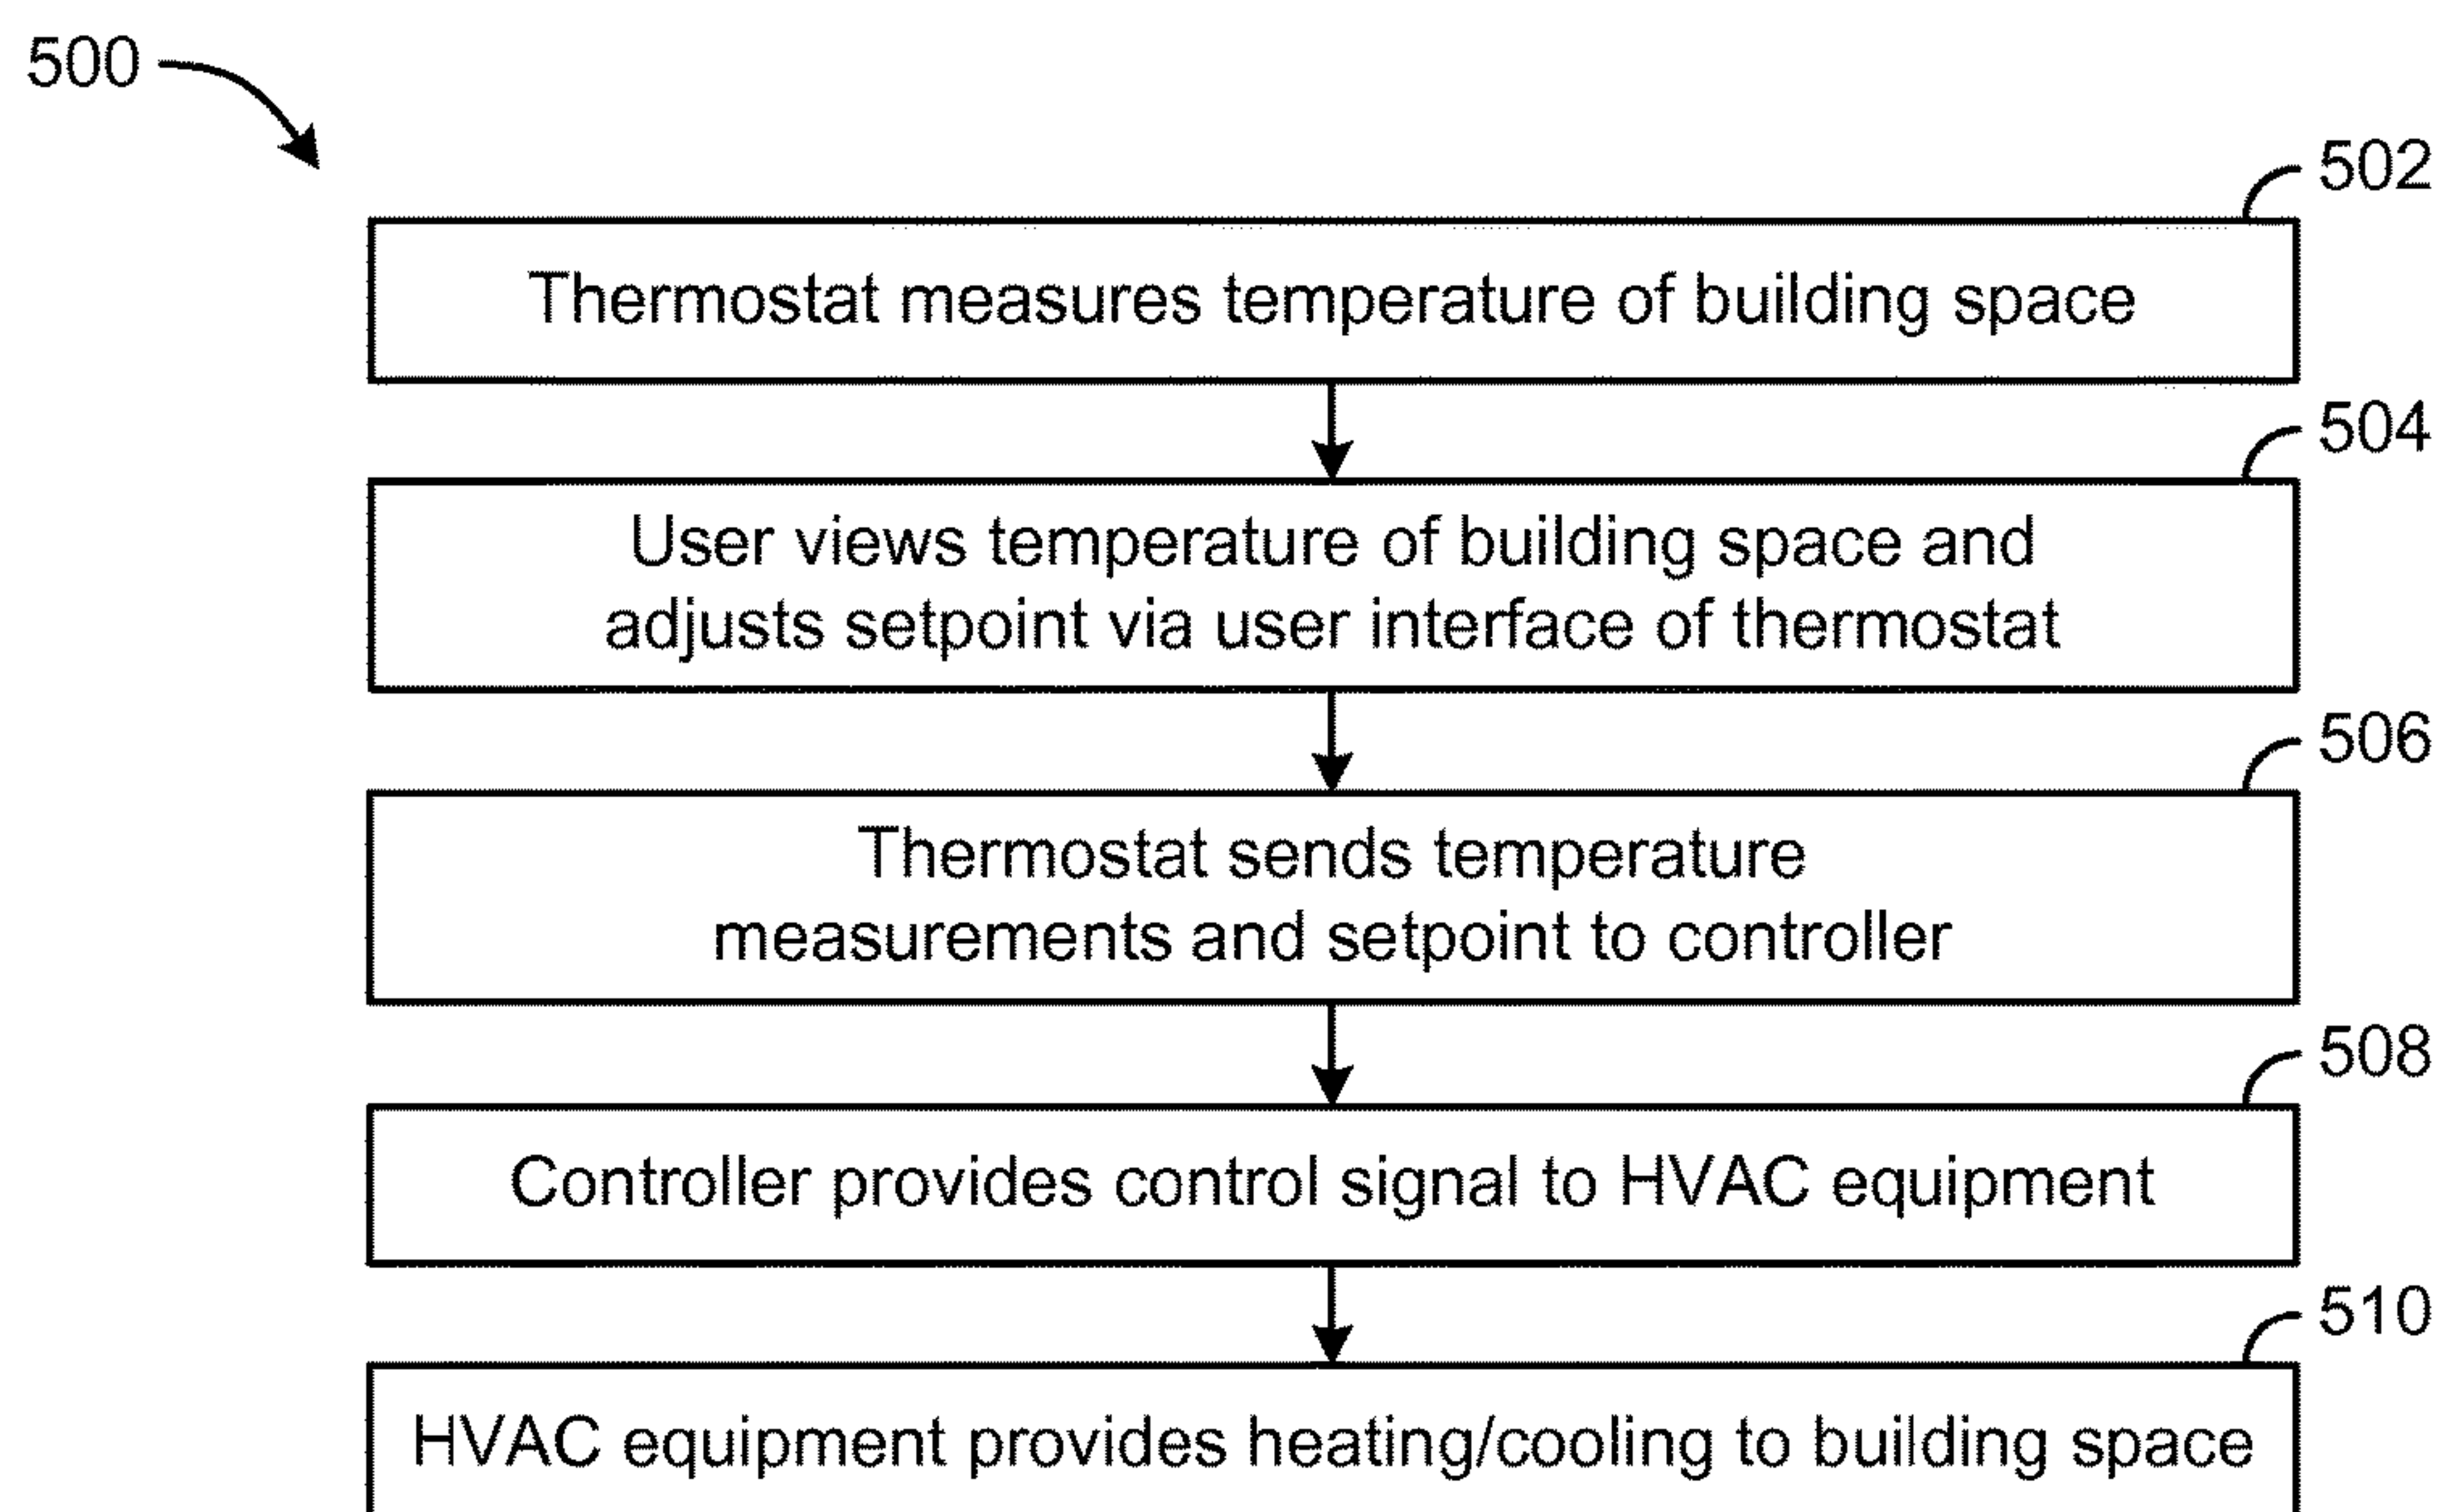 500
502
Thermostat measures temperature of building space
504
User views temperature of building space and
adjusts setpoint via user interface of thermostat
506
Thermostat sends temperature
measurements and setpoint to controller
508
Controller provides control signal to HVAC equipment
510
HVAC equipment provides heating/cooling to building space